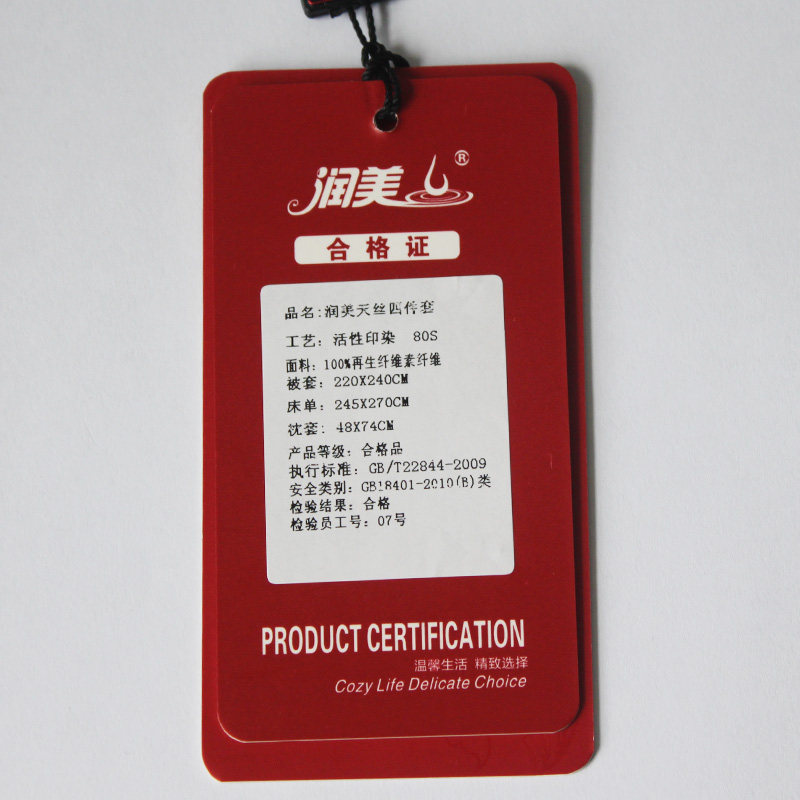 润美®
合格证
品名:润美天丝四件套
工艺: 活性印染 80S
面料: 100%再生纤维素纤维
被套: 220X240CM
床单: 245X270CM
沈套: 48X74CM
产品等级: 合格品
执行标准: GB/T22844-2009
安全类别: GB18401-2010(B)类
检验结果: 合格
检验员工号: 07号
PRODUCT CERTIFICATION
温馨生活 精致选择
Cozy Life Delicate Choice